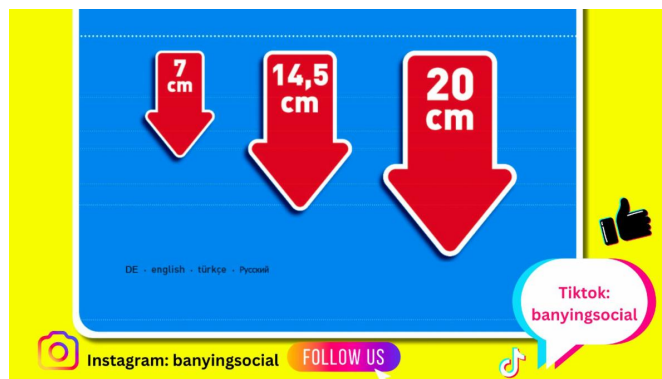 7
cm
14,5
cm
20
cm
DE - english - türkçe - Русский
Tiktok:
banyingsocial
Instagram: banyingsocial
FOLLOW US